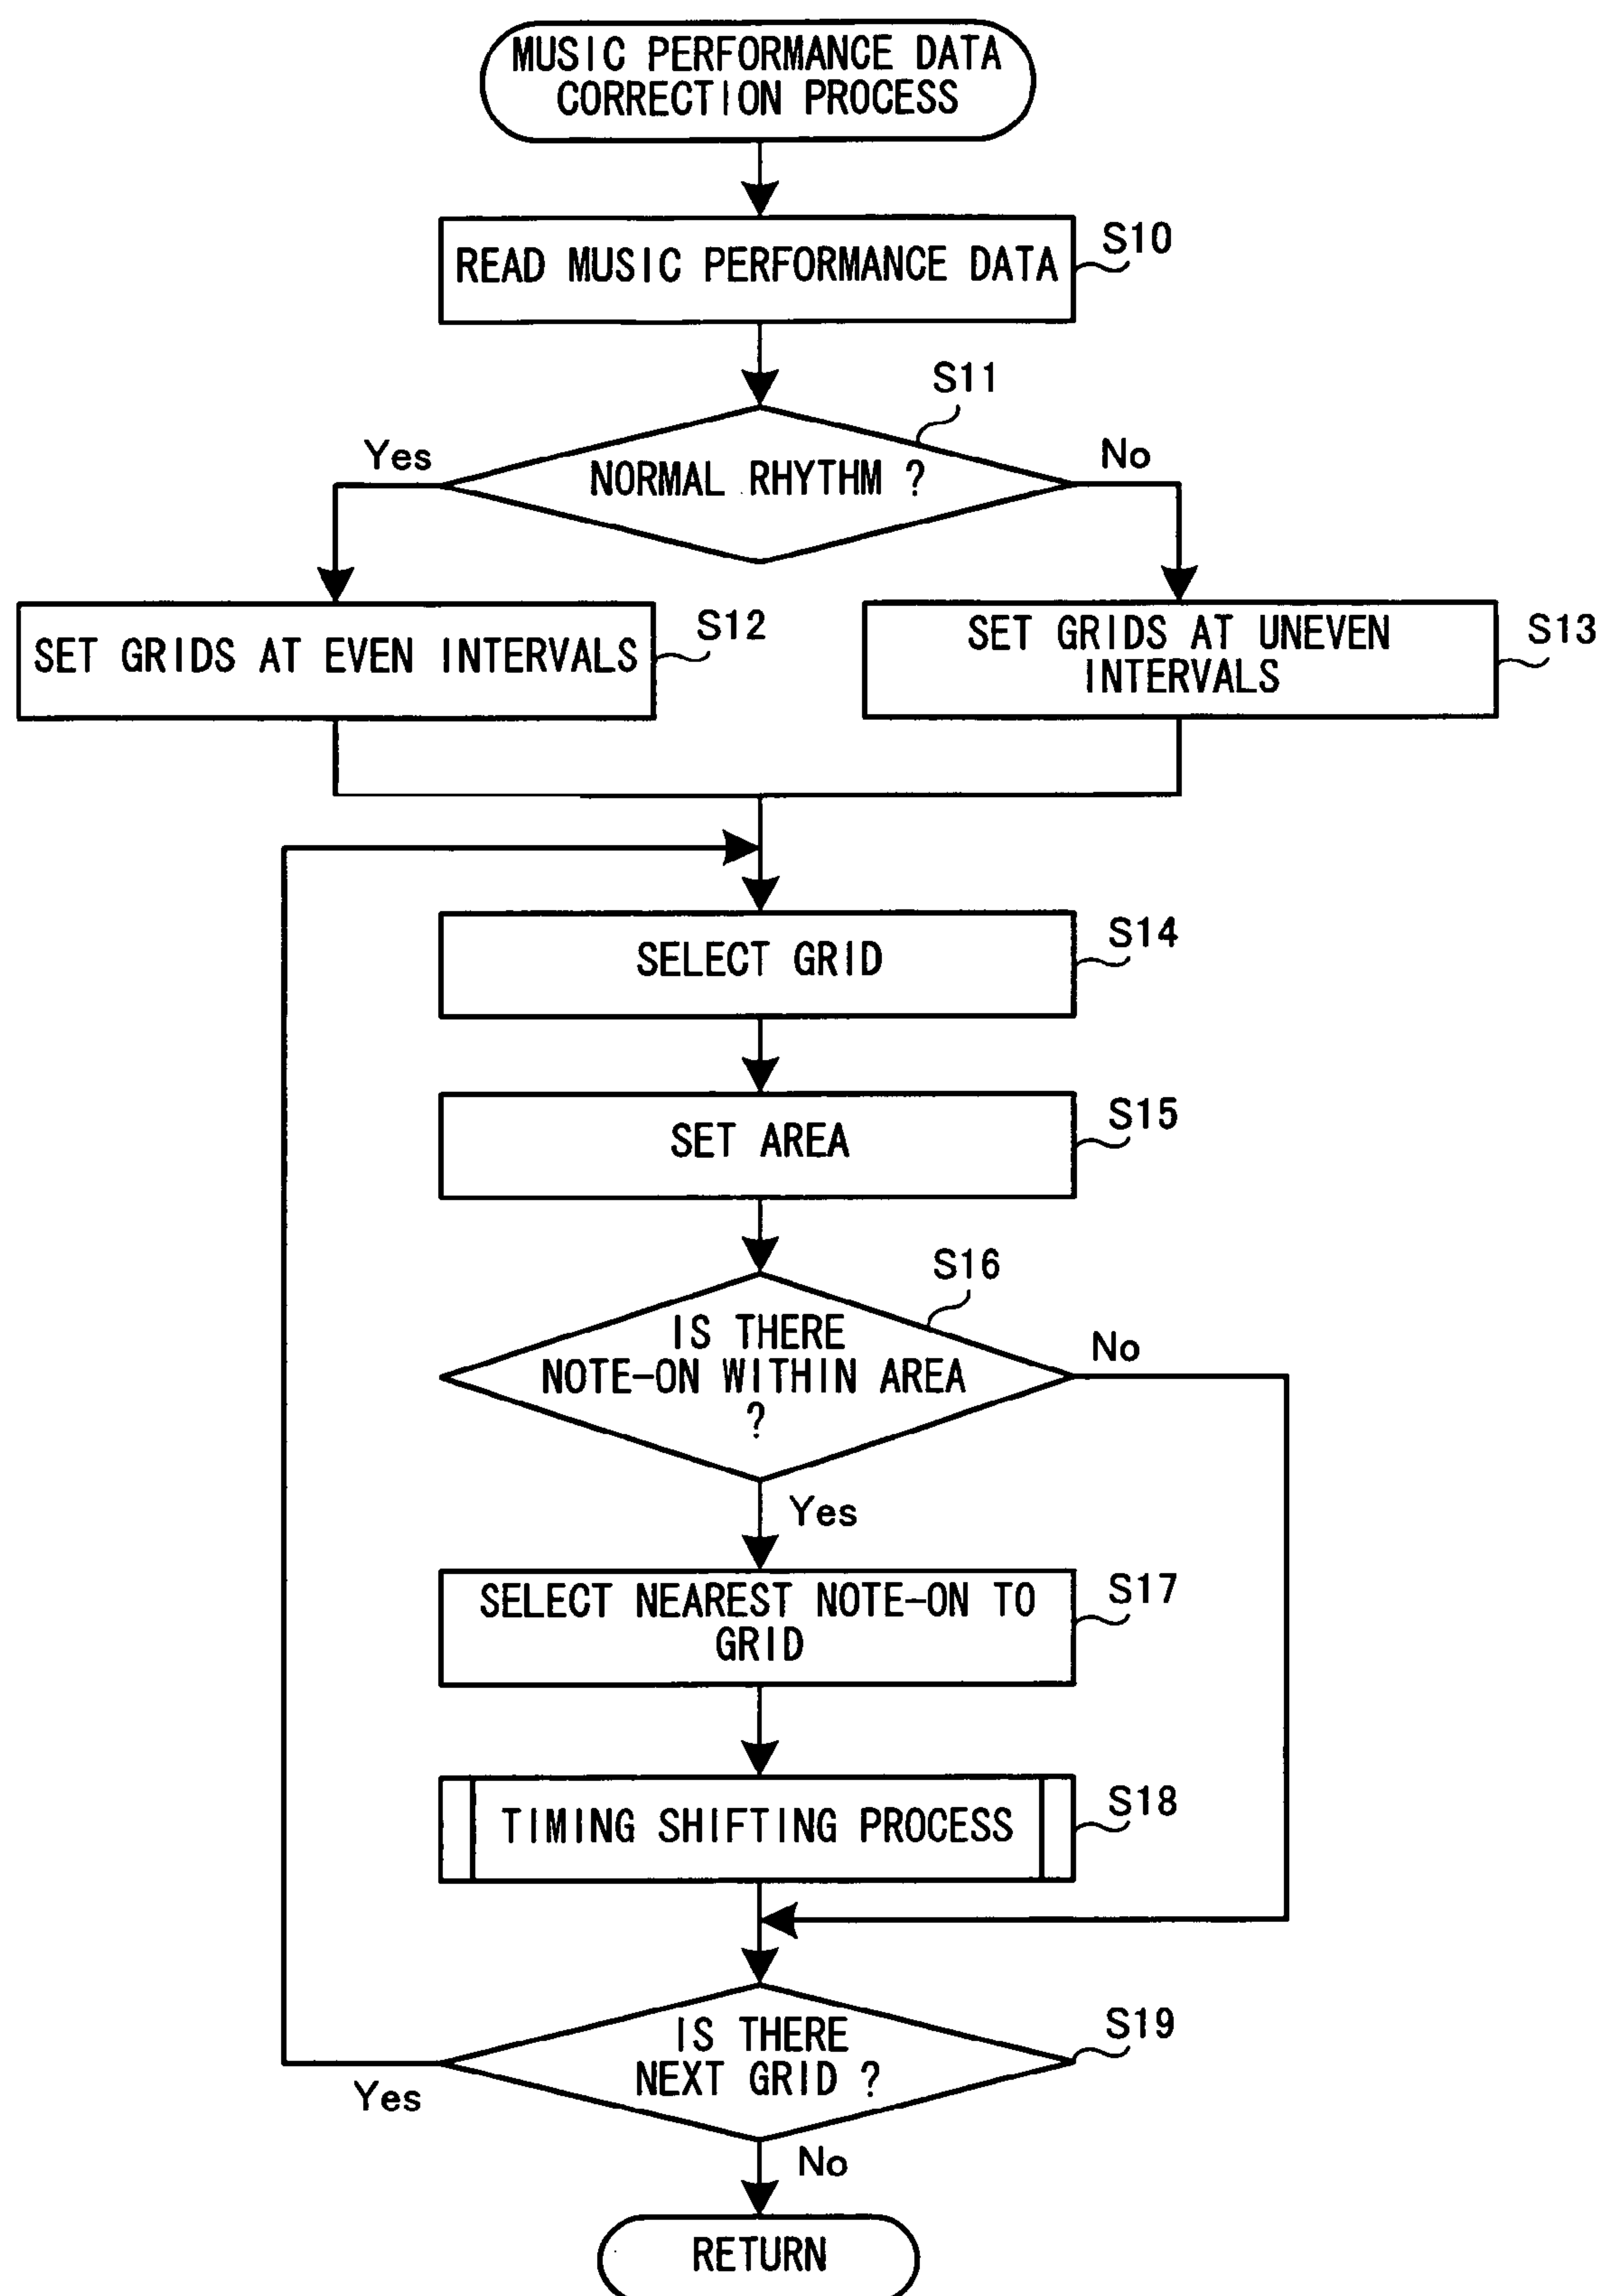 MUSIC PERFORMANCE DATA
CORRECTION PROCESS
READ MUSIC PERFORMANCE DATA
S10
S11
Yes
NORMAL RHYTHM ?
No
SET GRIDS AT EVEN INTERVALS
S12
SET GRIDS AT UNEVEN
INTERVALS
S13
SELECT GRID
S14
SET AREA
S15
S16
IS THERE
NOTE-ON WITHIN AREA
?
No
Yes
SELECT NEAREST NOTE-ON TO
GRID
S17
TIMING SHIFTING PROCESS
S18
IS THERE
NEXT GRID ?
S19
Yes
No
RETURN